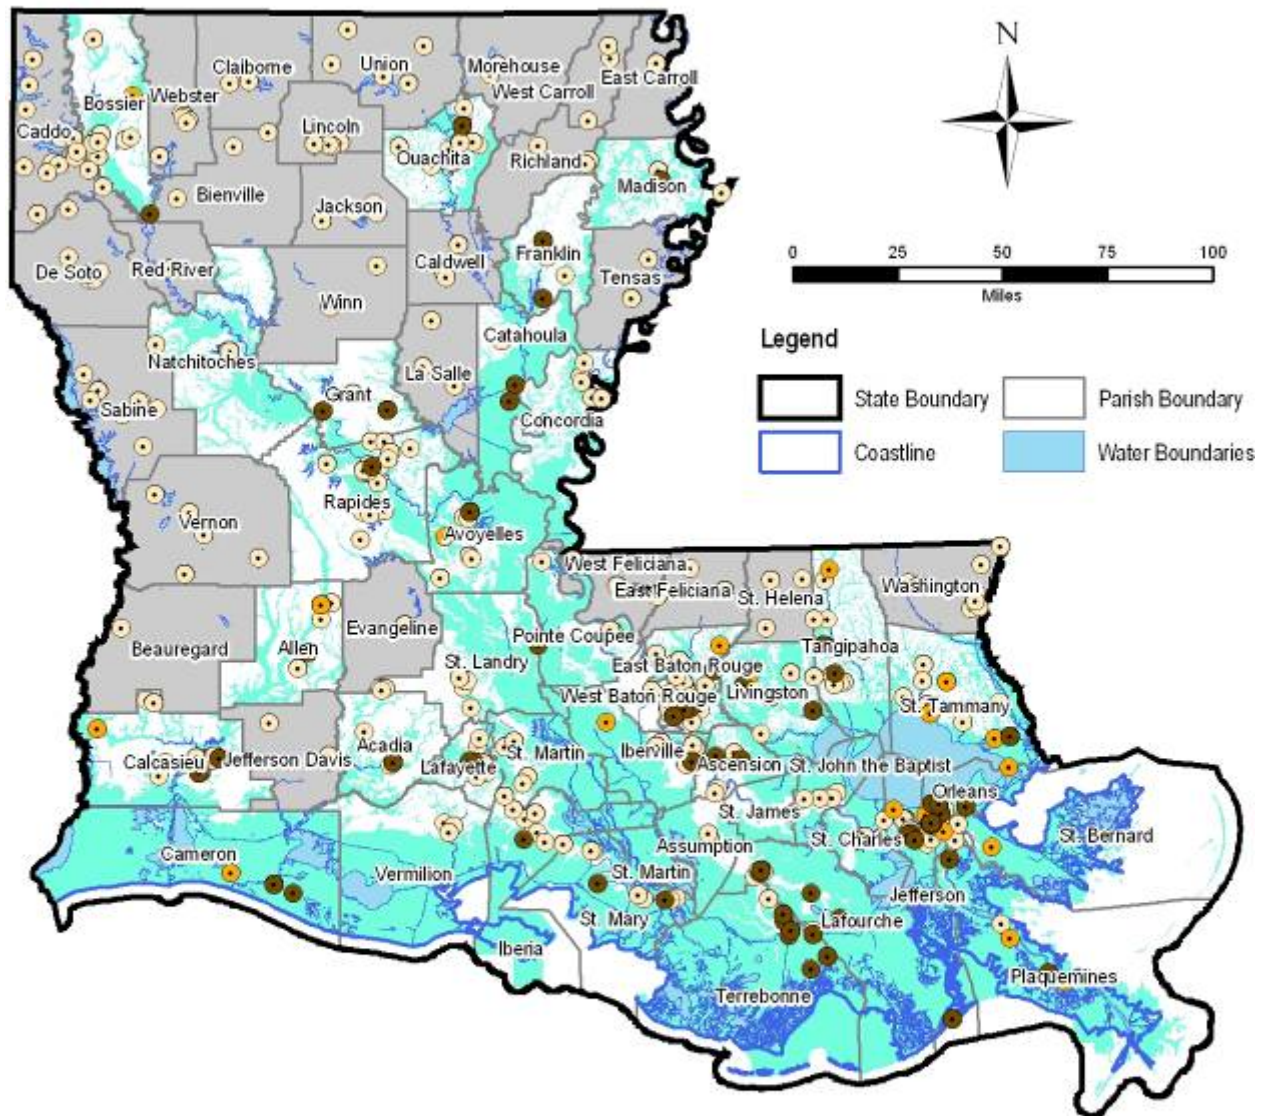 N
Claiborne
Union
Morehouse
West Carroll
East Carroll
Bossier
Webster
Caddo
Lincoln
Ouachita
Richland
Madison
Bienville
Jackson
De Soto
Red River
Caldwell
Franklin
Tensas
Winn
0 25 50 75 100
Miles
Natchitoches
Catahoula
La Salle
Grant
Sabine
Concordia
Legend
State Boundary
Parish Boundary
Coastline
Water Boundaries
Rapides
Vernon
Avoyelles
West Feliciana
East Feliciana
St. Helena
Washington
Beauregard
Allen
Evangeline
Pointe Coupee
Tangipahoa
St. Landry
East Baton Rouge
West Baton Rouge
Livingston
St. Tammany
Calcasieu
Jefferson Davis
Acadia
Lafayette
St. Martin
Iberville
Ascension
St. John the Baptist
Orleans
St. James
St. Charles
St. Bernard
Cameron
Vermilion
Assumption
St. Martin
Jefferson
St. Mary
Lafourche
Iberia
Plaquemines
Terrebonne